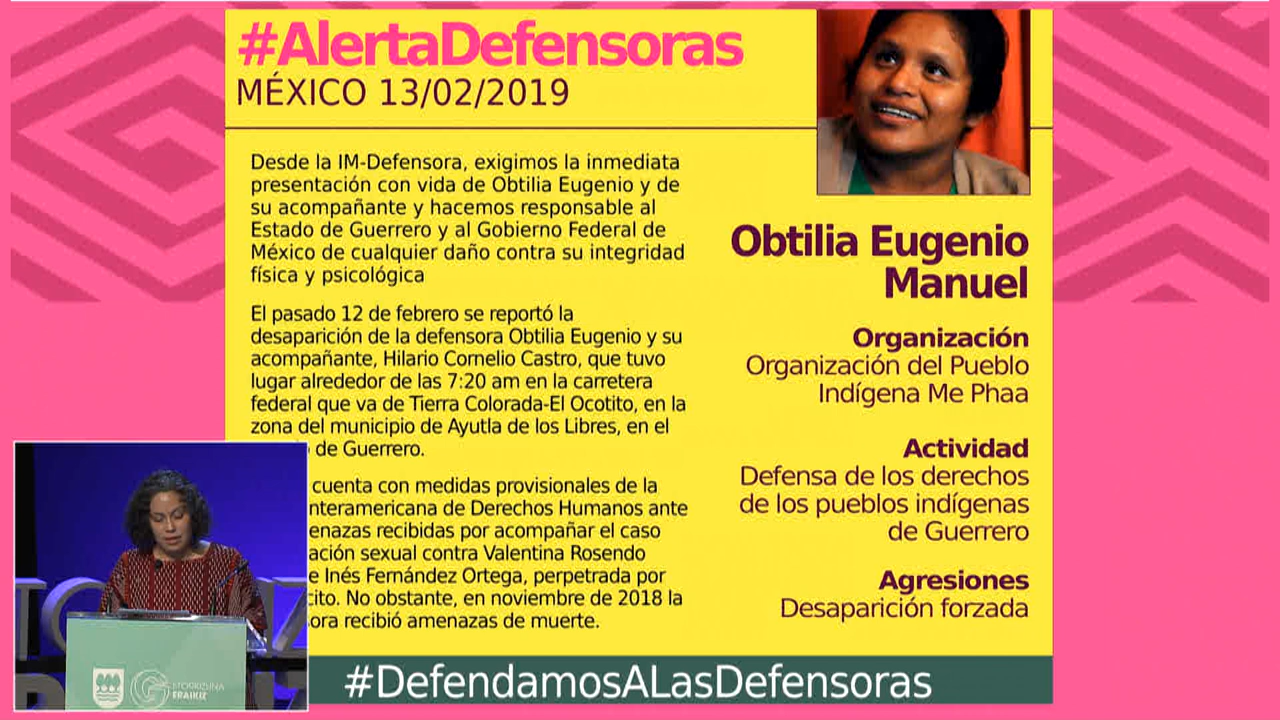 #AlertaDefensoras
MÉXICO 13/02/2019
Desde la IM-Defensora, exigimos la inmediata
presentación con vida de Obtilia Eugenio y de
su acompañante y hacemos responsable al
Estado de Guerrero y al Gobierno Federal de
México de cualquier daño contra su integridad
física y psicológica
El pasado 12 de febrero se reportó la
desaparición de la defensora Obtilia Eugenio y su
acompañante, Hilario Cornelio Castro, que tuvo
lugar alrededor de las 7:20 am en la carretera
federal que va de Tierra Colorada-El Ocotito, en la
zona del municipio de Ayutla de los Libres, en el
de Guerrero.
cuenta con medidas provisionales de la
nteramericana de Derechos Humanos ante
enazas recibidas por acompañar el caso
ación sexual contra Valentina Rosendo
e Inés Fernández Ortega, perpetrada por
cito. No obstante, en noviembre de 2018 la
ora recibió amenazas de muerte.
Obtilia Eugenio
Manuel
Organización
Organización del Pueblo
Indígena Me Phaa
Actividad
Defensa de los derechos
de los pueblos indígenas
de Guerrero
Agresiones
Desaparición forzada
#DefendamosALasDefensoras
ETORKIZUNA
ERAIKIZ